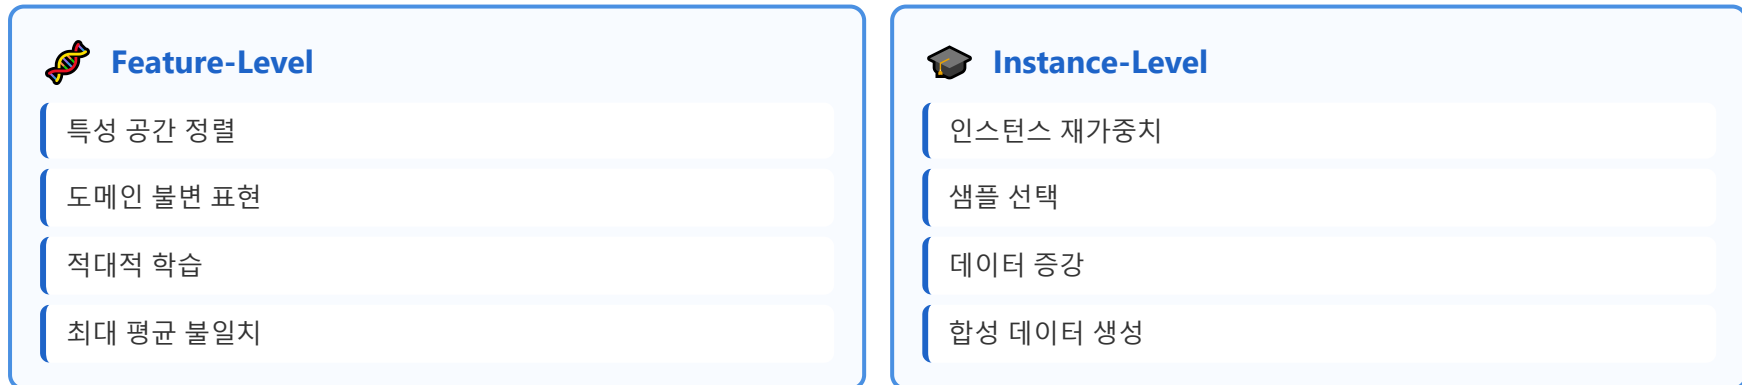 Feature-Level
특성 공간 정렬
도메인 불변 표현
적대적 학습
최대 평균 불일치
Instance-Level
인스턴스 재가중치
샘플 선택
데이터 증강
합성 데이터 생성